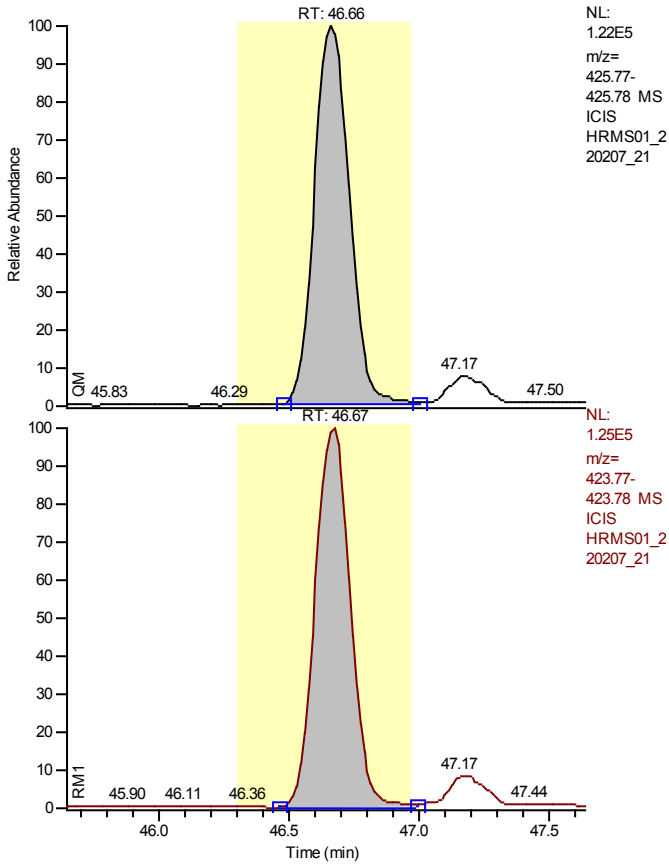 RT: 46.66
NL:
1.22E5
m/z=
425.77-
425.78 MS
ICIS
HRMS01_2
20207_21
100
90
80
70
60
50
40
30
20
10
0
Relative Abundance
QM
45.83
46.29
47.17
47.50
RT: 46.67
NL:
1.25E5
m/z=
423.77-
423.78 MS
ICIS
HRMS01_2
20207_21
100
90
80
70
60
50
40
30
20
10
0
RM1
45.90
46.11
46.36
47.17
47.44
46.0 46.5 47.0 47.5
Time (min)